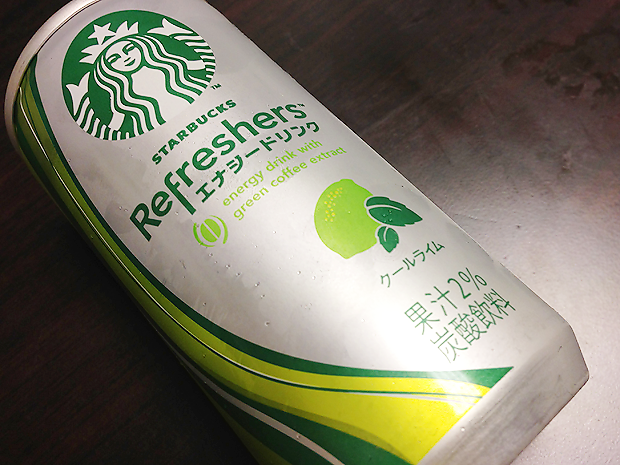 STARBUCKS
Refreshers™
エナジードリンク
energy drink with
green coffee extract
クールライム
果汁2%
炭酸飲料